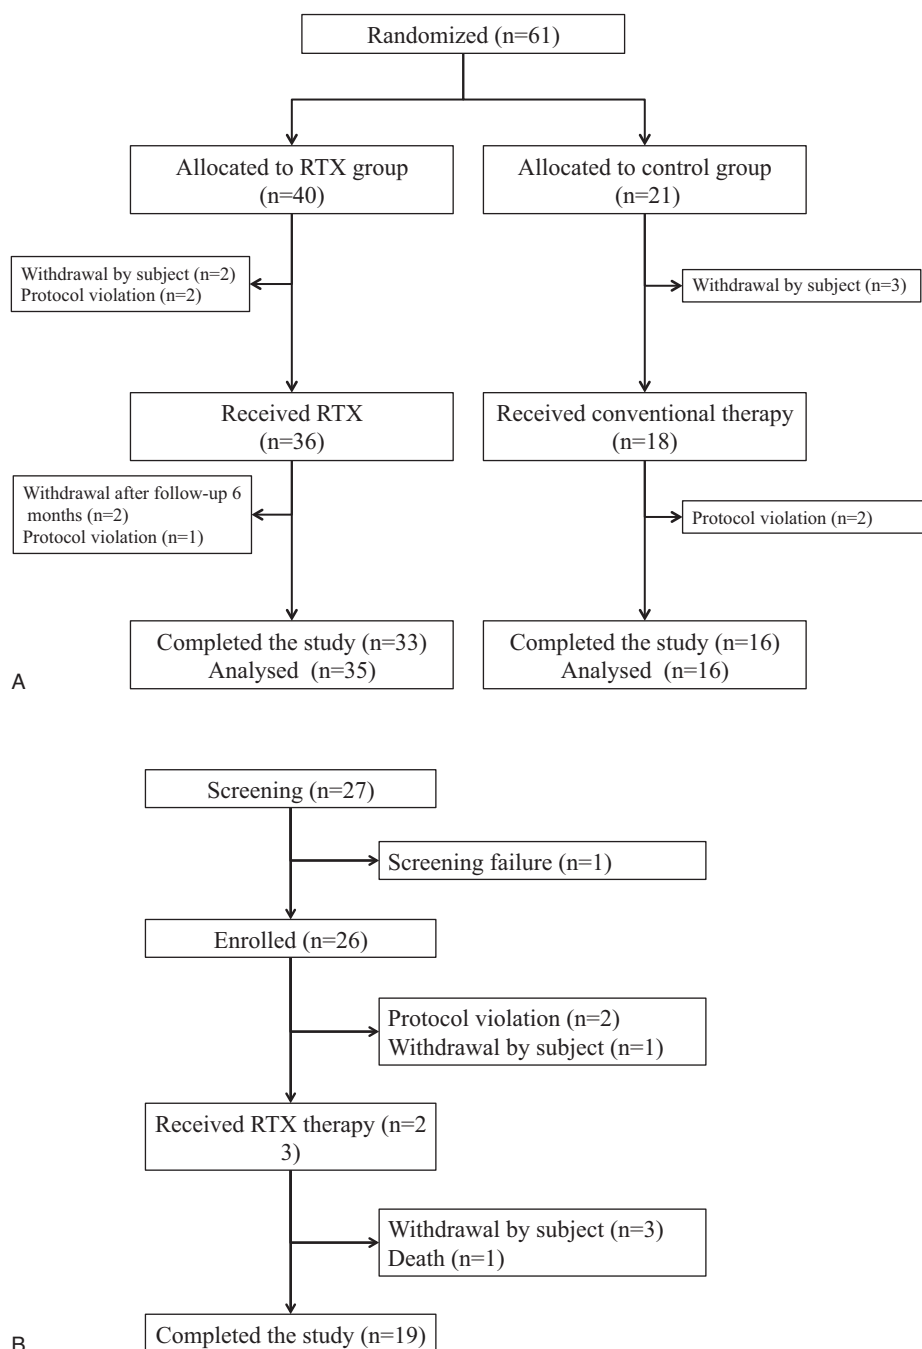 Randomized (n=61)
Allocated to RTX group
(n=40)
Allocated to control group
(n=21)
Withdrawal by subject (n=2)
Protocol violation (n=2)
Withdrawal by subject (n=3)
Received RTX
(n=36)
Received conventional therapy
(n=18)
Withdrawal after follow-up 6
months (n=2)
Protocol violation (n=1)
Protocol violation (n=2)
Completed the study (n=33)
Analysed (n=35)
Completed the study (n=16)
Analysed (n=16)
A
Screening (n=27)
Screening failure (n=1)
Enrolled (n=26)
Protocol violation (n=2)
Withdrawal by subject (n=1)
Received RTX therapy (n=2
3)
Withdrawal by subject (n=3)
Death (n=1)
Completed the study (n=19)
B